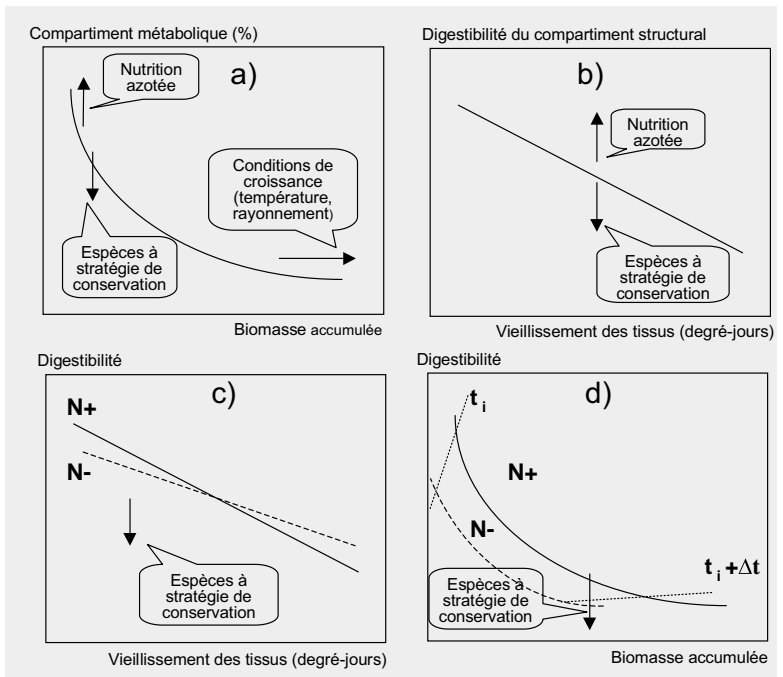 Compartiment métabolique (%)
a)
Nutrition
azotée
Conditions de
croissance
(température,
rayonnement)
Espèces à
stratégie de
conservation
Biomasse accumulée
Digestibilité du compartiment structural
b)
Nutrition
azotée
Espèces à
stratégie de
conservation
Vieillissement des tissus (degré-jours)
Digestibilité
c)
N+
N-
Espèces à
stratégie de
conservation
Vieillissement des tissus (degré-jours)
Digestibilité
d)
t i
N+
N-
t i +Δt
Espèces à
stratégie de
conservation
Biomasse accumulée